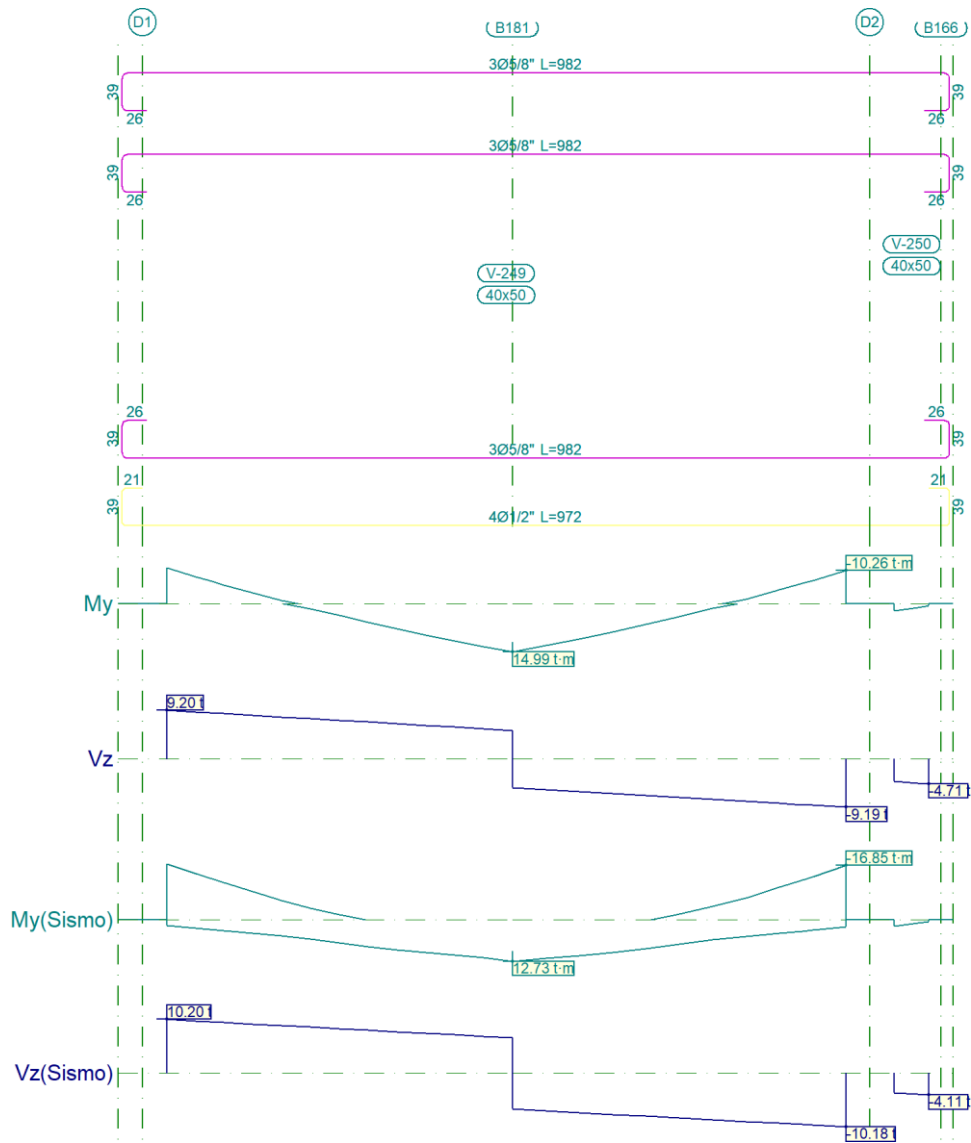 D1 B181 D2 B166
3Ø5/8" L=982
39 39
26 26
3Ø5/8" L=982
39 39
26 26
V-250
40x50
V-249
40x50
26 26
39 39
3Ø5/8" L=982
21 21
39 39
4Ø1/2" L=972
-10.26 t·m
My
14.99 t·m
9.20 t
Vz
-4.71 t
-9.19 t
-16.85 t·m
My(Sismo)
12.73 t·m
10.20 t
Vz(Sismo)
-4.11 t
-10.18 t